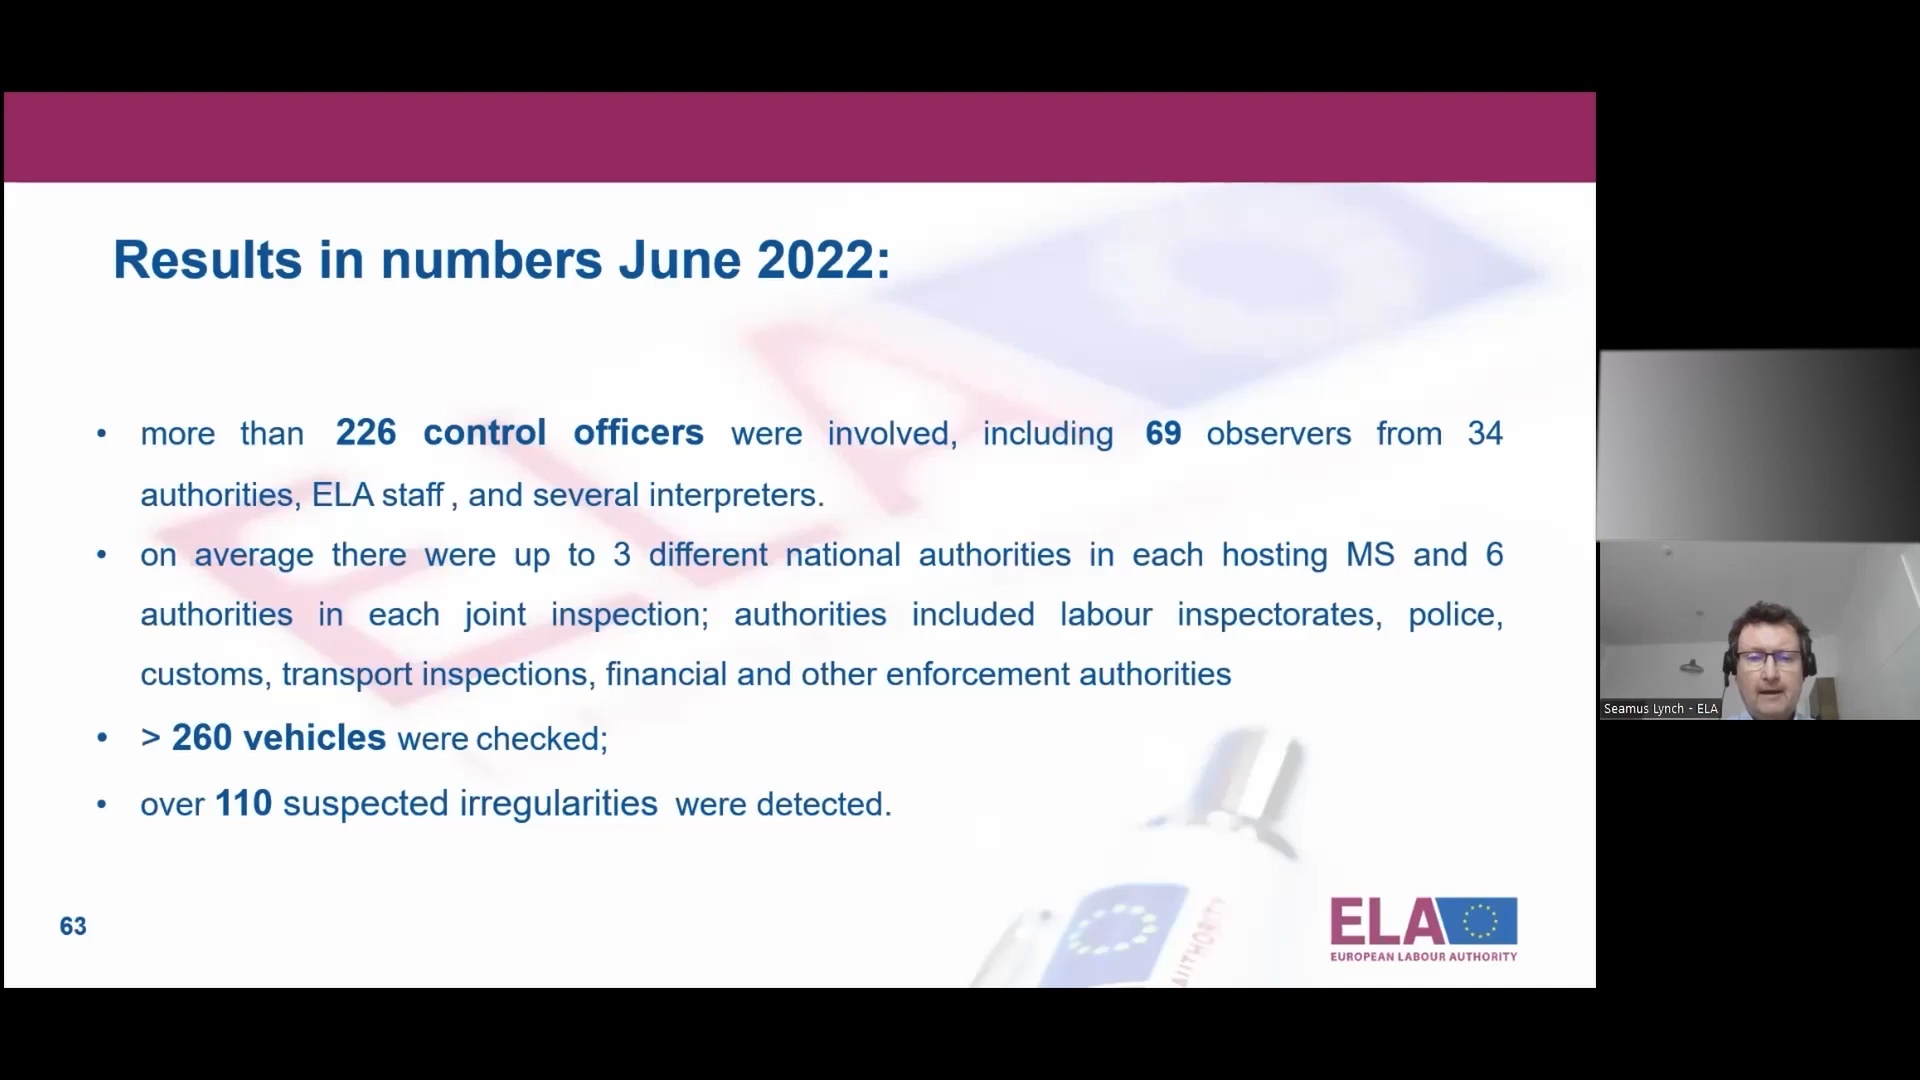 Results in numbers June 2022:
• more than 226 control officers were involved, including 69 observers from 34
authorities, ELA staff , and several interpreters.
• on average there were up to 3 different national authorities in each hosting MS and 6
authorities in each joint inspection; authorities included labour inspectorates, police,
customs, transport inspections, financial and other enforcement authorities
• > 260 vehicles were checked;
• over 110 suspected irregularities were detected.
63
ELA
EUROPEAN LABOUR AUTHORITY
ELA
AUTHORITY
Seamus Lynch - ELA